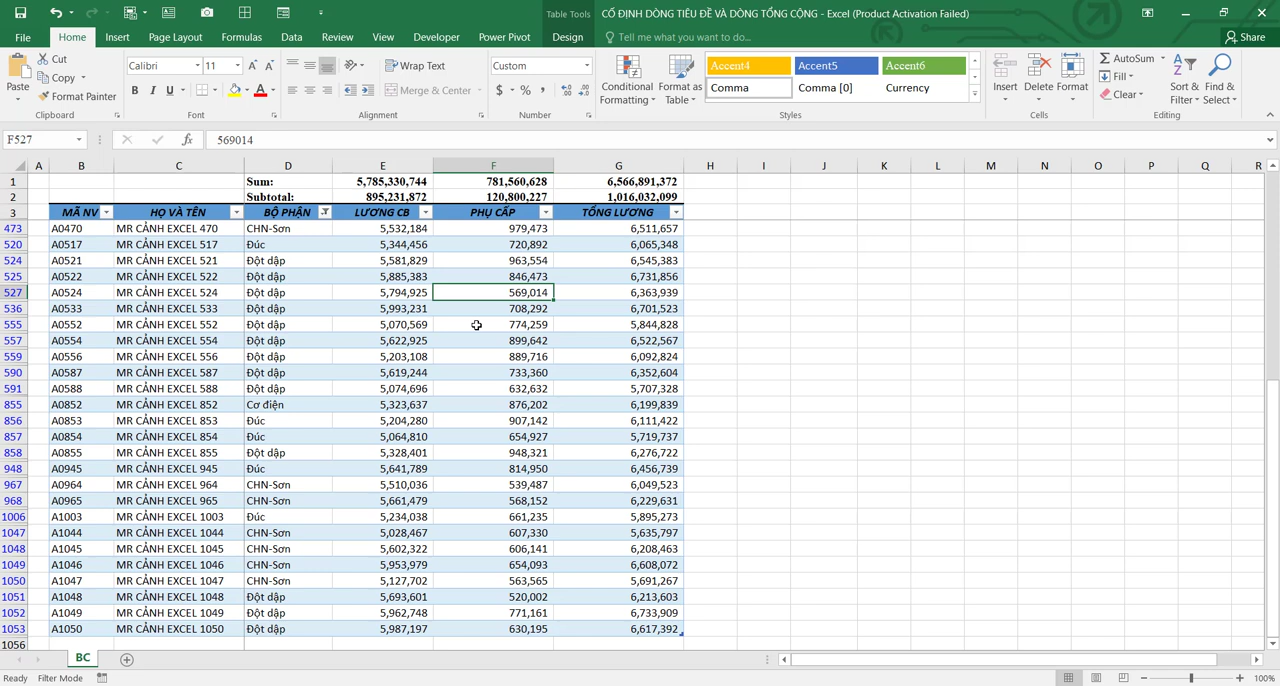 Table Tools
CỐ ĐỊNH DÒNG TIÊU ĐỀ VÀ DÒNG TỔNG CỘNG - Excel (Product Activation Failed)
File Home Insert Page Layout Formulas Data Review View Developer Power Pivot Design Tell me what you want to do... Share
Paste Cut Copy Format Painter
Calibri 11
B I U
Wrap Text
Merge & Center
Custom
$ % ,
Conditional Formatting Format as Table
Accent4 Accent5 Accent6
Comma Comma [0] Currency
Insert Delete Format
AutoSum
Fill
Clear
Sort & Filter Find & Select
Clipboard Font Alignment Number Styles Cells Editing
F527 fx 569014
A B C D E F G H I J K L M N O P Q R
1 Sum: 5,785,330,744 781,560,628 6,566,891,372
2 Subtotal: 895,231,872 120,800,227 1,016,032,099
3 MÃ NV HỌ VÀ TÊN BỘ PHẬN LƯƠNG CB PHỤ CẤP TỔNG LƯƠNG
473 A0470 MR CẢNH EXCEL 470 CHN-Sơn 5,532,184 979,473 6,511,657
520 A0517 MR CẢNH EXCEL 517 Đúc 5,344,456 720,892 6,065,348
524 A0521 MR CẢNH EXCEL 521 Đột dập 5,581,829 963,554 6,545,383
525 A0522 MR CẢNH EXCEL 522 Đột dập 5,885,383 846,473 6,731,856
527 A0524 MR CẢNH EXCEL 524 Đột dập 5,794,925 569,014 6,363,939
536 A0533 MR CẢNH EXCEL 533 Đột dập 5,993,231 708,292 6,701,523
555 A0552 MR CẢNH EXCEL 552 Đột dập 5,070,569 774,259 5,844,828
557 A0554 MR CẢNH EXCEL 554 Đột dập 5,622,925 899,642 6,522,567
559 A0556 MR CẢNH EXCEL 556 Đột dập 5,203,108 889,716 6,092,824
590 A0587 MR CẢNH EXCEL 587 Đột dập 5,619,244 733,360 6,352,604
591 A0588 MR CẢNH EXCEL 588 Đột dập 5,074,696 632,632 5,707,328
855 A0852 MR CẢNH EXCEL 852 Cơ điện 5,323,637 876,202 6,199,839
856 A0853 MR CẢNH EXCEL 853 Đúc 5,204,280 907,142 6,111,422
857 A0854 MR CẢNH EXCEL 854 Đúc 5,064,810 654,927 5,719,737
858 A0855 MR CẢNH EXCEL 855 Đột dập 5,328,401 948,321 6,276,722
948 A0945 MR CẢNH EXCEL 945 Đúc 5,641,789 814,950 6,456,739
967 A0964 MR CẢNH EXCEL 964 CHN-Sơn 5,510,036 539,487 6,049,523
968 A0965 MR CẢNH EXCEL 965 CHN-Sơn 5,661,479 568,152 6,229,631
1006 A1003 MR CẢNH EXCEL 1003 Đúc 5,234,038 661,235 5,895,273
1047 A1044 MR CẢNH EXCEL 1044 CHN-Sơn 5,028,467 607,330 5,635,797
1048 A1045 MR CẢNH EXCEL 1045 CHN-Sơn 5,602,322 606,141 6,208,463
1049 A1046 MR CẢNH EXCEL 1046 CHN-Sơn 5,953,979 654,093 6,608,072
1050 A1047 MR CẢNH EXCEL 1047 CHN-Sơn 5,127,702 563,565 5,691,267
1051 A1048 MR CẢNH EXCEL 1048 Đột dập 5,693,601 520,002 6,213,603
1052 A1049 MR CẢNH EXCEL 1049 Đột dập 5,962,748 771,161 6,733,909
1053 A1050 MR CẢNH EXCEL 1050 Đột dập 5,987,197 630,195 6,617,392
1056
BC
Ready Filter Mode 100%